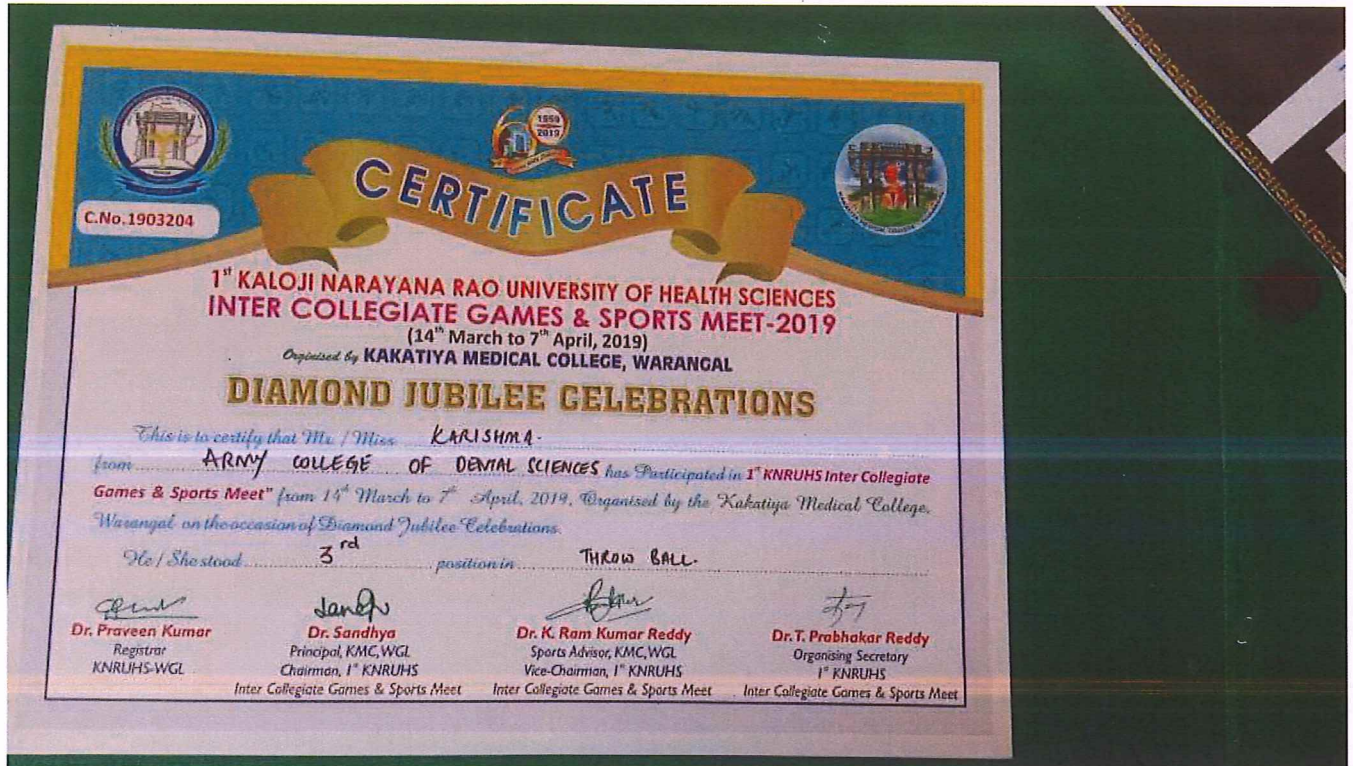 1959
2019
CERTIFICATE
C.No.1903204
KAKATIYA MEDICAL COLLEGE, WARANGAL
1st KALOJI NARAYANA RAO UNIVERSITY OF HEALTH SCIENCES
INTER COLLEGIATE GAMES & SPORTS MEET-2019
(14th March to 7th April, 2019)
Orginised by KAKATIYA MEDICAL COLLEGE, WARANGAL
DIAMOND JUBILEE CELEBRATIONS
This is to certify that Mr. / Miss KARISHMA.
from ARMY COLLEGE OF DENTAL SCIENCES has Participated in 1st KNRUHS Inter Collegiate
Games & Sports Meet" from 14th March to 7th April, 2019, Organised by the Kakatiya Medical College,
Warangal on the occasion of Diamond Jubilee Celebrations.
He / She stood 3rd position in THROW BALL.
Dr. Praveen Kumar
Registrar
KNRUHS-WGL
Dr. Sandhya
Principal, KMC, WGL
Chairman, 1st KNRUHS
Inter Collegiate Games & Sports Meet
Dr. K. Ram Kumar Reddy
Sports Advisor, KMC, WGL
Vice-Chairman, 1st KNRUHS
Inter Collegiate Games & Sports Meet
Dr. T. Prabhakar Reddy
Organising Secretary
1st KNRUHS
Inter Collegiate Games & Sports Meet